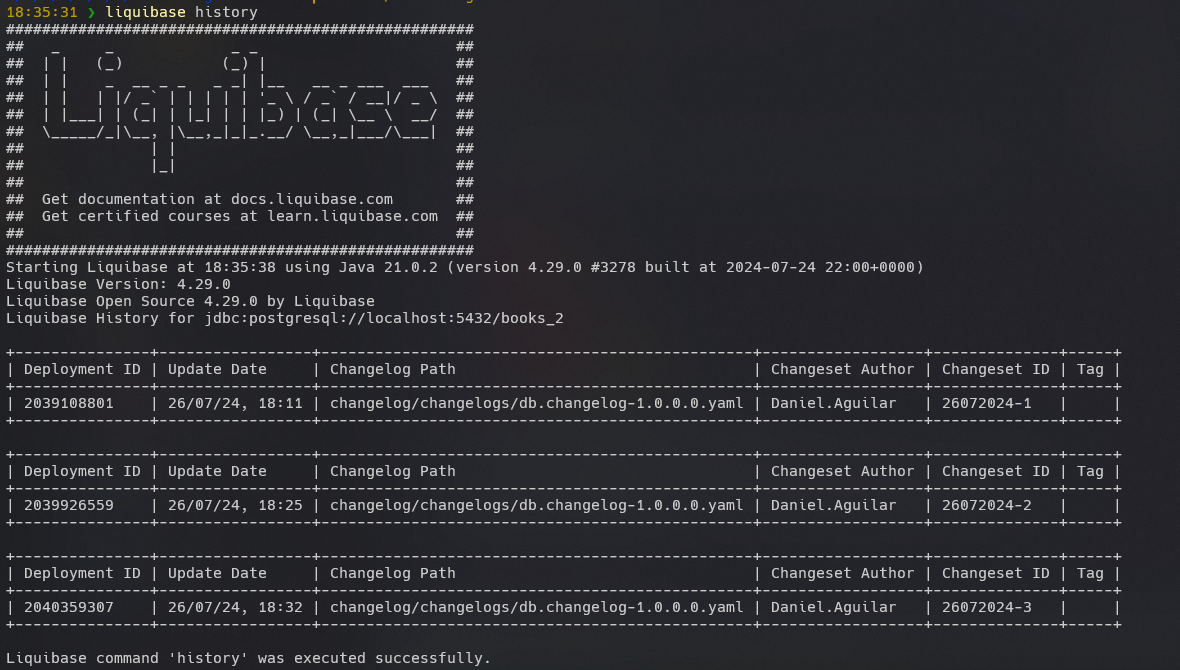 18:35:31 ❯ liquibase history
####################################################
##   _     _             _ _                      ##
##  | |   (_)           (_) |                     ##
##  | |    _  __ _ _   _ _| |__   __ _ ___  ___   ##
##  | |   | |/ _` | | | | | '_ \ / _` / __|/ _ \  ##
##  | |___| | (_| | |_| | | |_) | (_| \__ \  __/  ##
##  \_____/_|\__, |\__,_|_|_.__/ \__,_|___/\___|  ##
##              | |                               ##
##              |_|                               ##
##                                                ##
##  Get documentation at docs.liquibase.com       ##
##  Get certified courses at learn.liquibase.com  ##
##                                                ##
####################################################
Starting Liquibase at 18:35:38 using Java 21.0.2 (version 4.29.0 #3278 built at 2024-07-24 22:00+0000)
Liquibase Version: 4.29.0
Liquibase Open Source 4.29.0 by Liquibase
Liquibase History for jdbc:postgresql://localhost:5432/books_2
+---------------+-----------------+------------------------------------------------+------------------+--------------+-----+
| Deployment ID | Update Date     | Changelog Path                                 | Changeset Author | Changeset ID | Tag |
+---------------+-----------------+------------------------------------------------+------------------+--------------+-----+
| 2039108801    | 26/07/24, 18:11 | changelog/changelogs/db.changelog-1.0.0.0.yaml | Daniel.Aguilar   | 26072024-1   |     |
+---------------+-----------------+------------------------------------------------+------------------+--------------+-----+
+---------------+-----------------+------------------------------------------------+------------------+--------------+-----+
| Deployment ID | Update Date     | Changelog Path                                 | Changeset Author | Changeset ID | Tag |
+---------------+-----------------+------------------------------------------------+------------------+--------------+-----+
| 2039926559    | 26/07/24, 18:25 | changelog/changelogs/db.changelog-1.0.0.0.yaml | Daniel.Aguilar   | 26072024-2   |     |
+---------------+-----------------+------------------------------------------------+------------------+--------------+-----+
+---------------+-----------------+------------------------------------------------+------------------+--------------+-----+
| Deployment ID | Update Date     | Changelog Path                                 | Changeset Author | Changeset ID | Tag |
+---------------+-----------------+------------------------------------------------+------------------+--------------+-----+
| 2040359307    | 26/07/24, 18:32 | changelog/changelogs/db.changelog-1.0.0.0.yaml | Daniel.Aguilar   | 26072024-3   |     |
+---------------+-----------------+------------------------------------------------+------------------+--------------+-----+
Liquibase command 'history' was executed successfully.